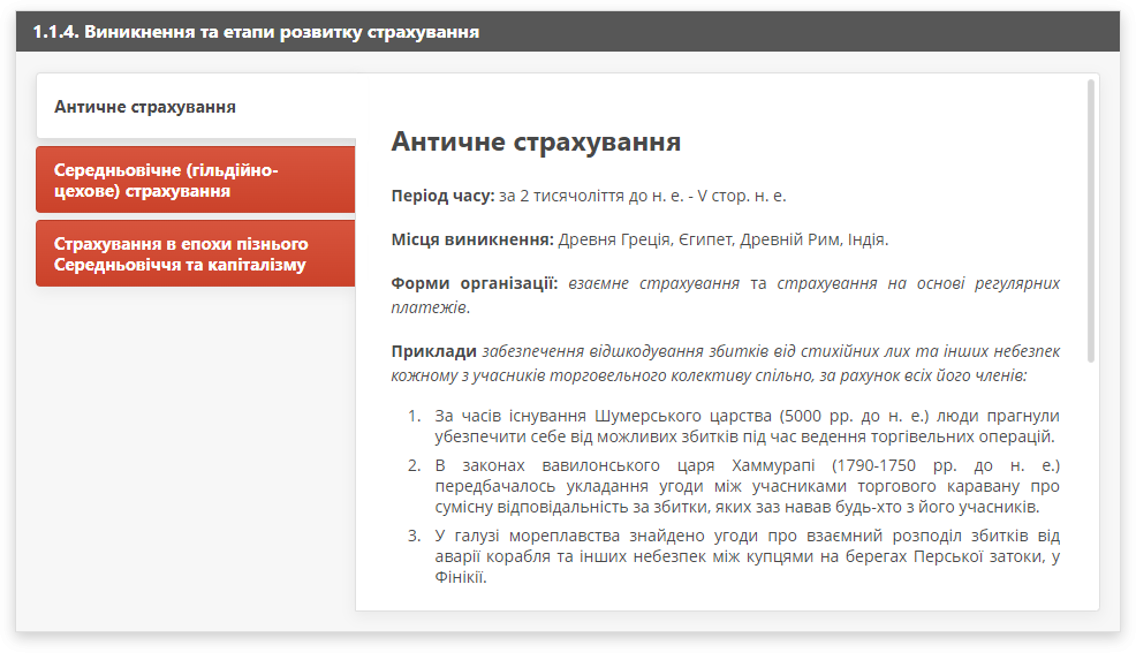 1.1.4. Виникнення та етапи розвитку страхування
Античне страхування
Середньовічне (гільдійно-
цехове) страхування
Страхування в епохи пізнього
Середньовіччя та капіталізму
Античне страхування
Період часу: за 2 тисячоліття до н. е. - V стор. н. е.
Місця виникнення: Древня Греція, Єгипет, Древній Рим, Індія.
Форми організації: взаємне страхування та страхування на основі регулярних
платежів.
Приклади забезпечення відшкодування збитків від стихійних лих та інших небезпек
кожному з учасників торговельного колективу спільно, за рахунок всіх його членів:
1. За часів існування Шумерського царства (5000 рр. до н. е.) люди прагнули
убезпечити себе від можливих збитків під час ведення торгівельних операцій.
2. В законах вавилонського царя Хаммурапі (1790-1750 рр. до н. е.)
передбачалось укладання угоди між учасниками торгового каравану про
сумісну відповідальність за збитки, яких заз навав будь-хто з його учасників.
3. У галузі мореплавства знайдено угоди про взаємний розподіл збитків від
аварії корабля та інших небезпек між купцями на берегах Перської затоки, у
Фінікії.